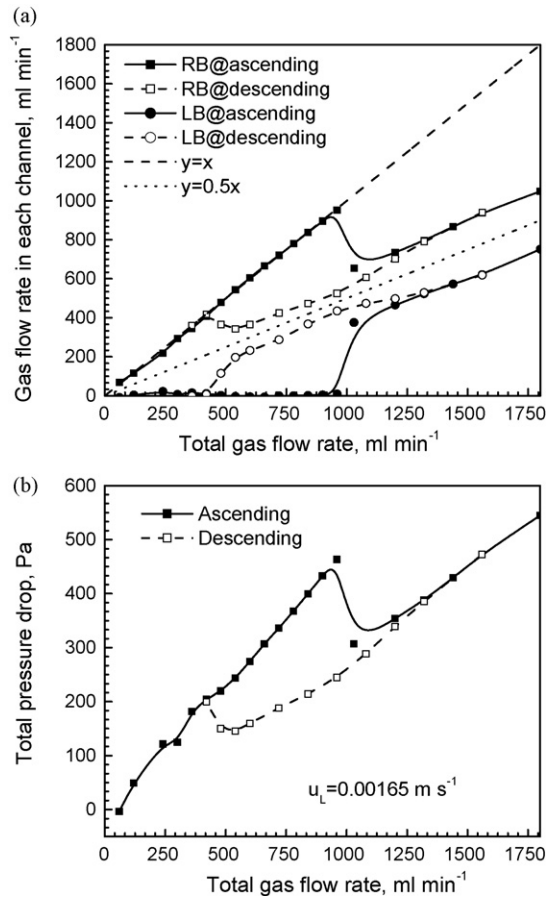 (a)
1800
1600
1400
1200
1000
800
600
400
200
0
Gas flow rate in each channel, ml min⁻¹
RB@ascending
RB@descending
LB@ascending
LB@descending
y=x
y=0.5x
0 250 500 750 1000 1250 1500 1750
Total gas flow rate, ml min⁻¹
(b)
600
500
400
300
200
100
0
Total pressure drop, Pa
Ascending
Descending
u_L=0.00165 m s⁻¹
0 250 500 750 1000 1250 1500 1750
Total gas flow rate, ml min⁻¹